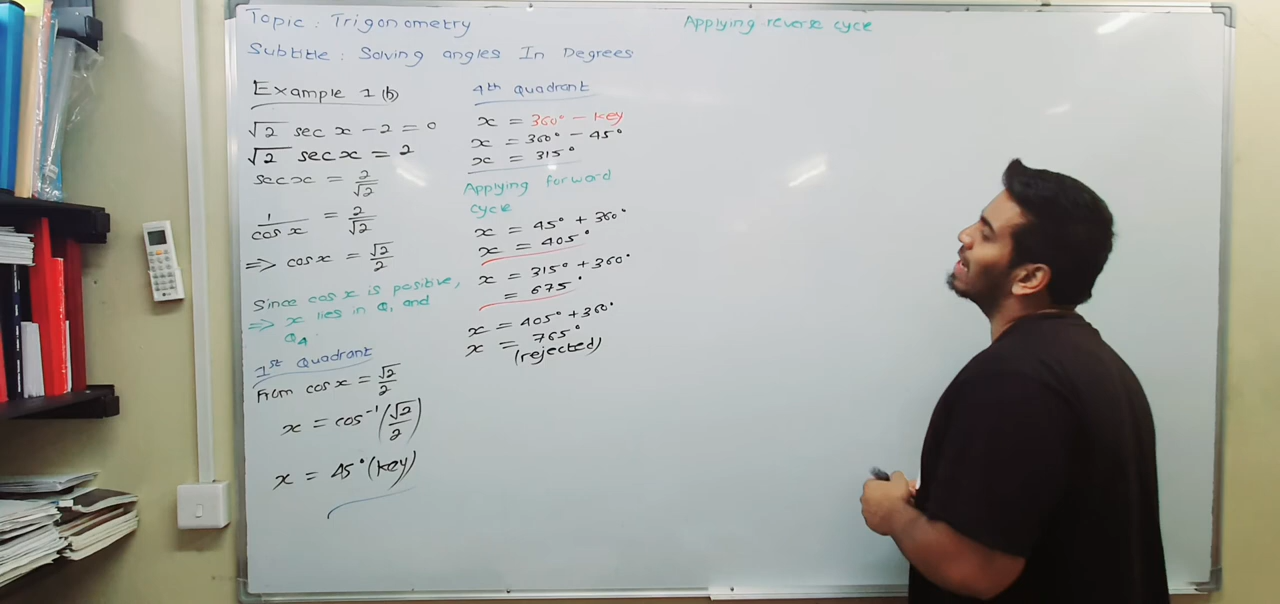 Topic : Trigonometry
Subtitle : Solving angles In Degrees
Example 1 (b)
√2 sec x − 2 = 0
√2 sec x = 2
sec x = 2/√2
1/cos x = 2/√2
⇒ cos x = √2/2
Since cos x is positive,
⇒ x lies in Q1 and
Q4
1st Quadrant
From cos x = √2/2
x = cos⁻¹(√2/2)
x = 45° (key)
4th Quadrant
x = 360° − key
x = 360° − 45°
x = 315°
Applying forward
cycle
x = 45° + 360°
x = 405°
x = 315° + 360°
= 675°
x = 405° + 360°
x = 765°
(rejected)
Applying reverse cycle